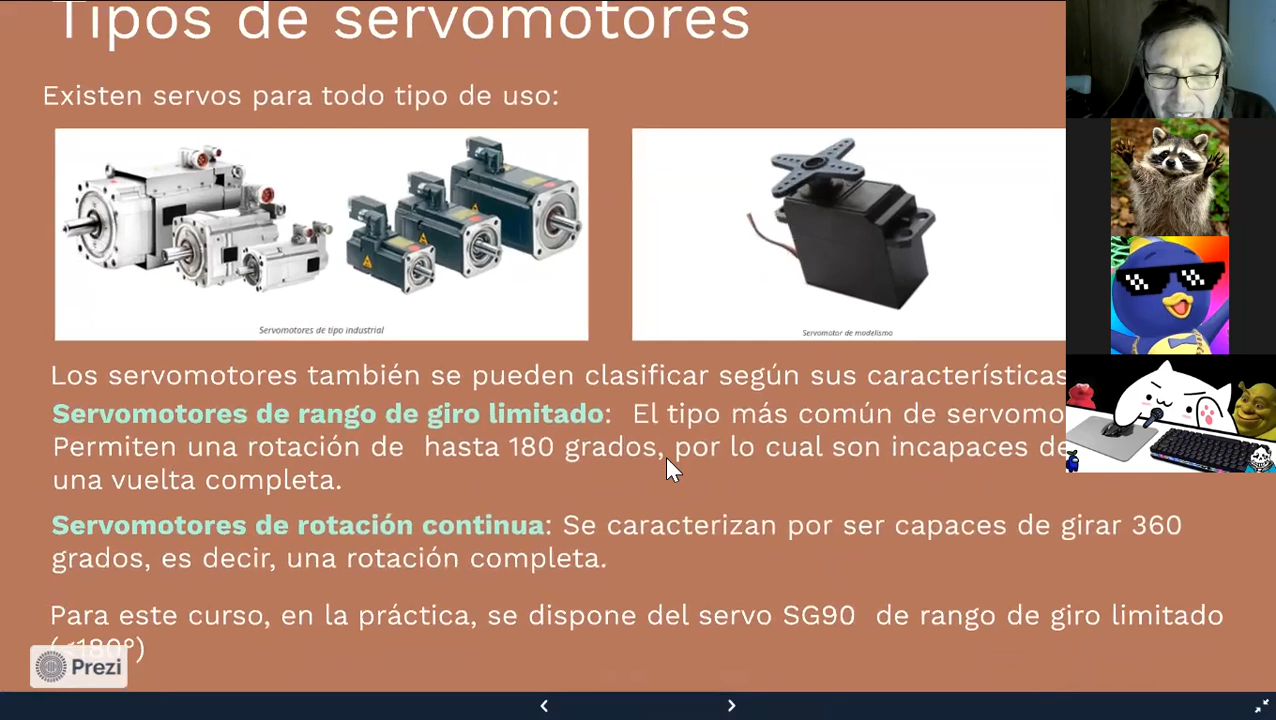 Tipos de servomotores
Existen servos para todo tipo de uso:
Servomotores de tipo industrial
Servomotor de modelismo
Los servomotores también se pueden clasificar según sus características
Servomotores de rango de giro limitado: El tipo más común de servomo
Permiten una rotación de hasta 180 grados, por lo cual son incapaces de
una vuelta completa.
Servomotores de rotación continua: Se caracterizan por ser capaces de girar 360
grados, es decir, una rotación completa.
Para este curso, en la práctica, se dispone del servo SG90 de rango de giro limitado
(<180°)
Prezi